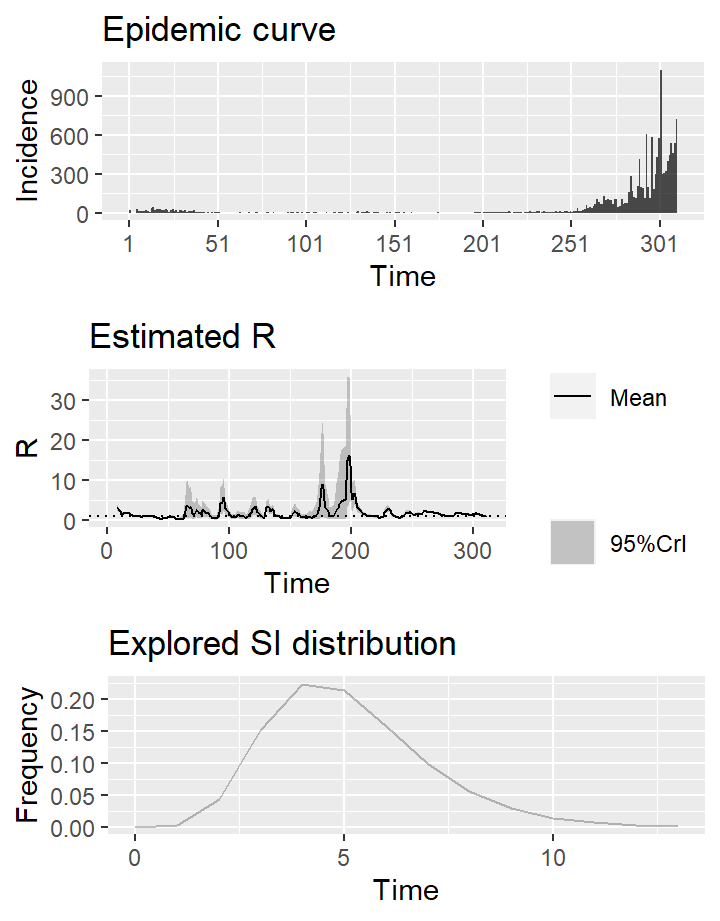 Epidemic curve
Incidence
900
600
300
0
1 51 101 151 201 251 301
Time
Estimated R
R
30
20
10
0
0 100 200 300
Time
Mean
95%CrI
Explored SI distribution
Frequency
0.20
0.15
0.10
0.05
0.00
0 5 10
Time